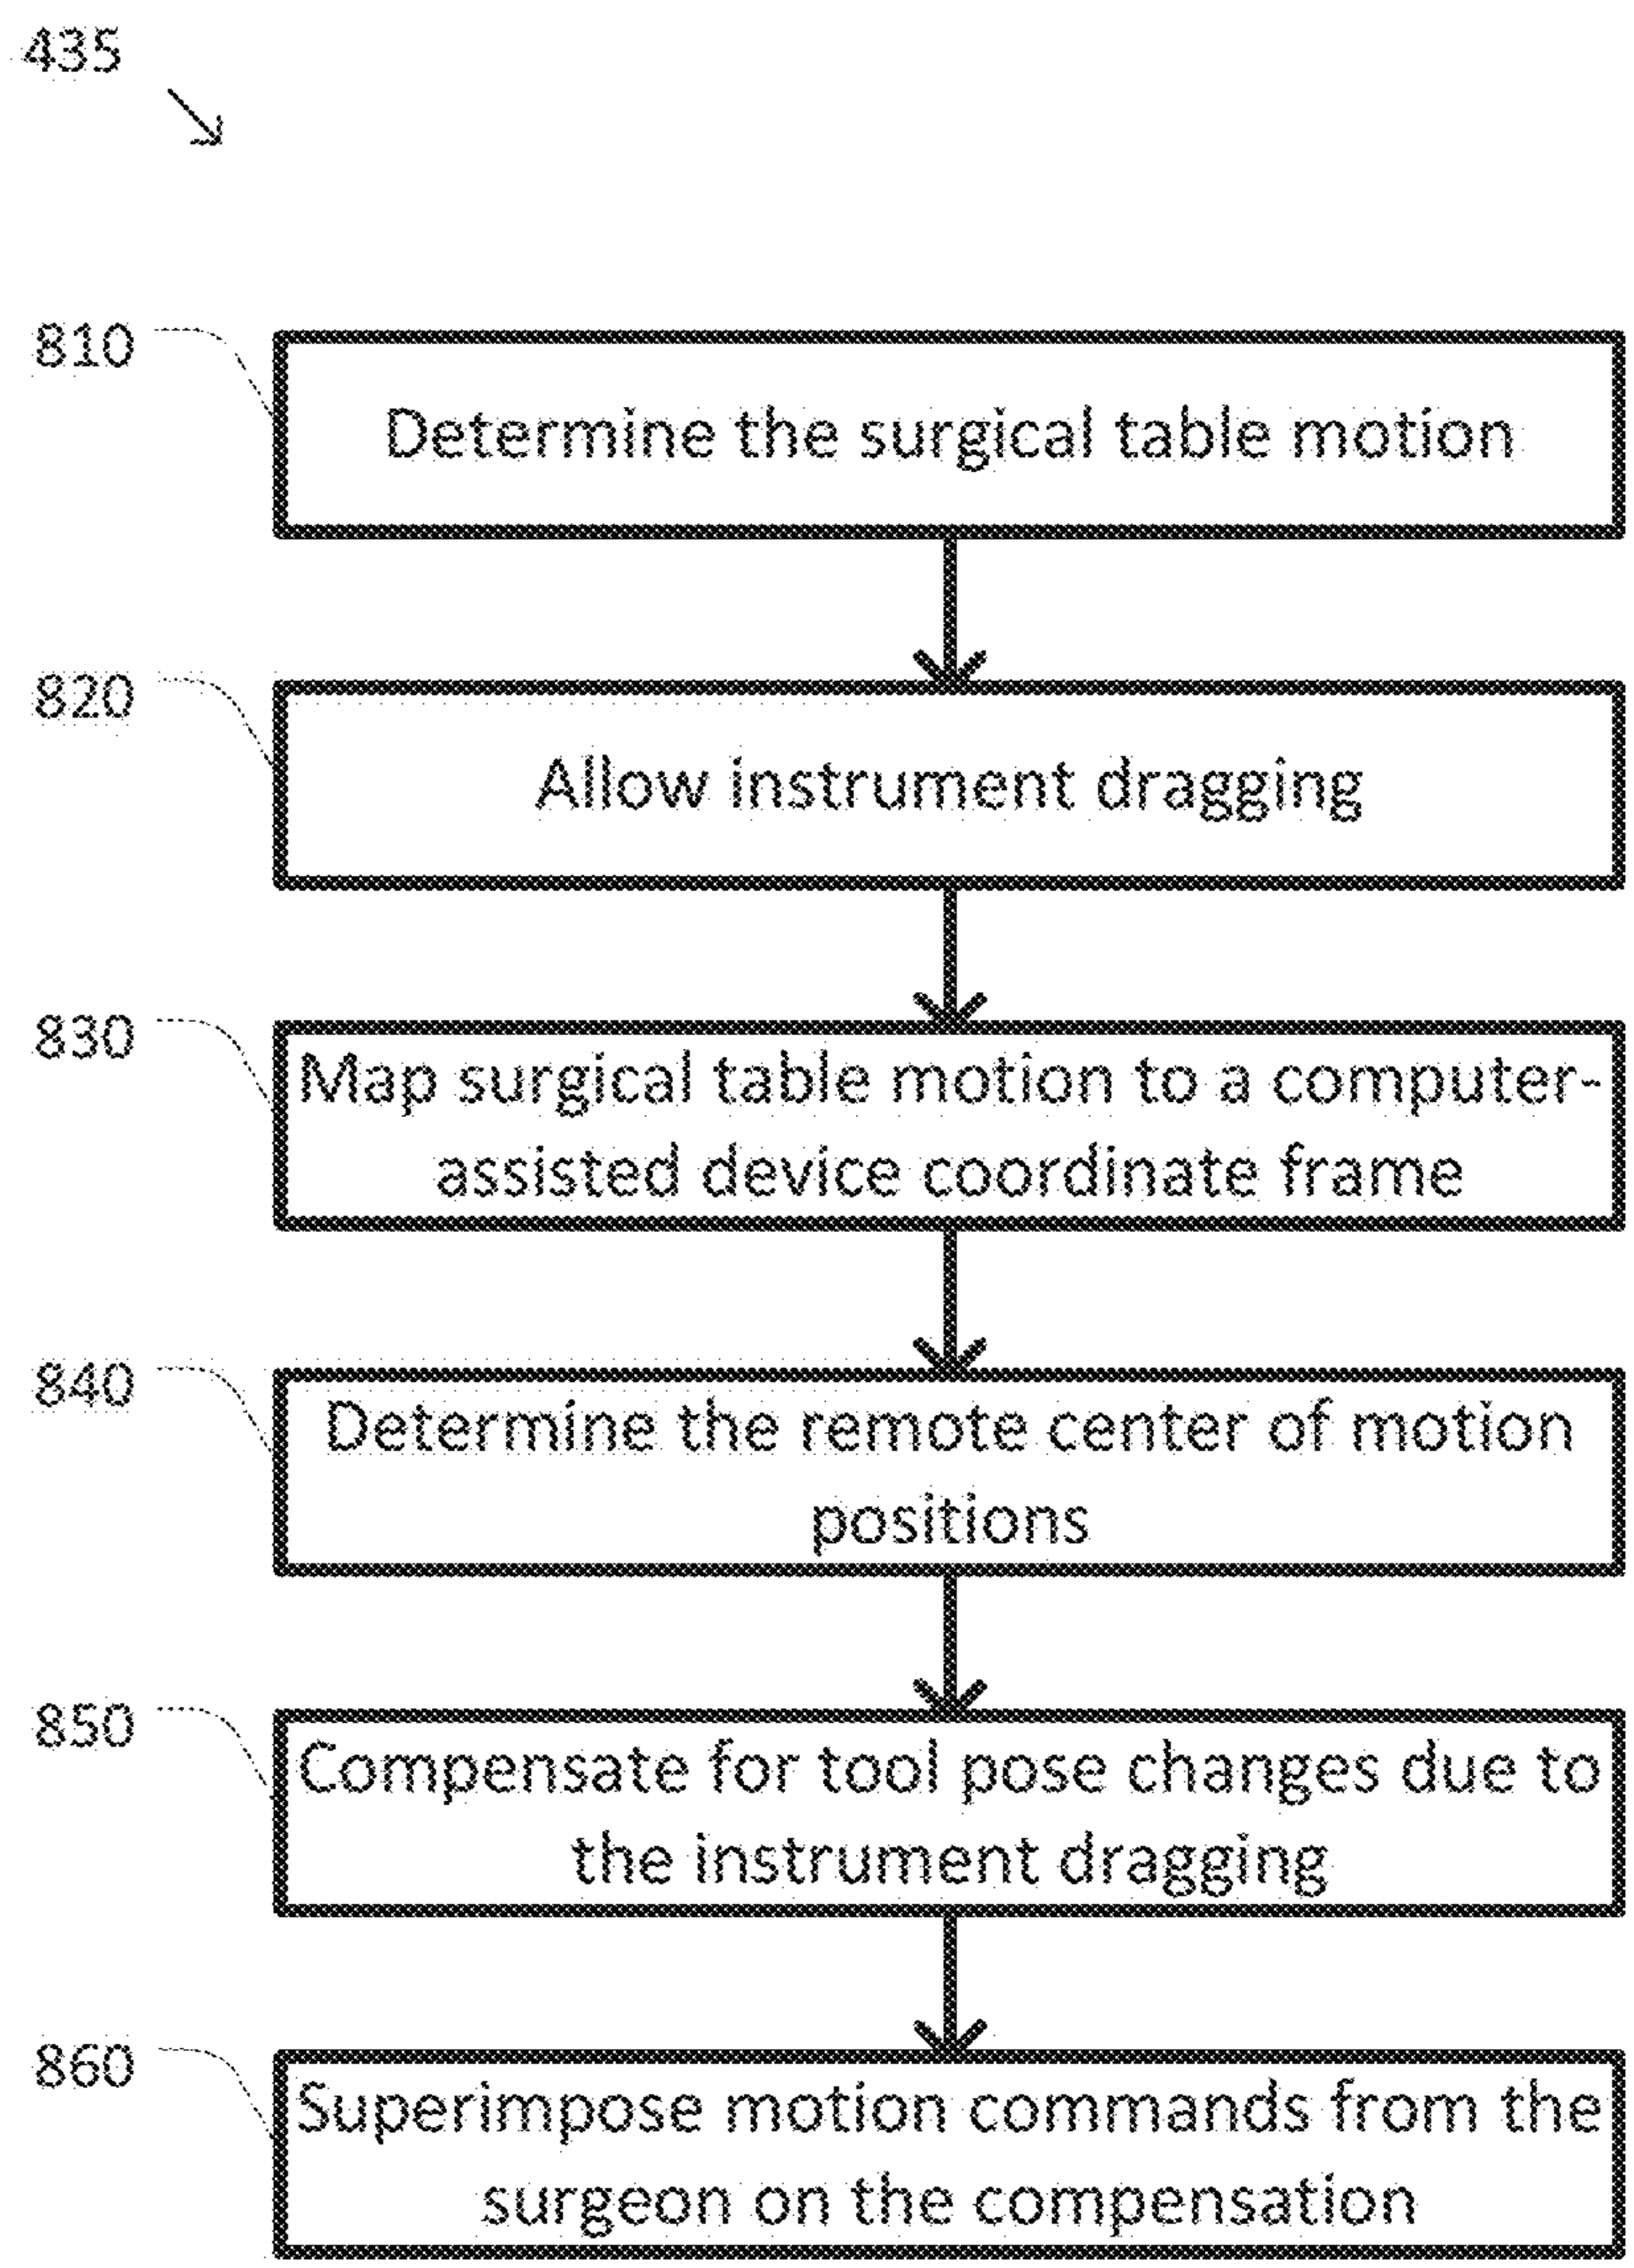 435
810
Determine the surgical table motion
820
Allow instrument dragging
830
Map surgical table motion to a computer-
assisted device coordinate frame
840
Determine the remote center of motion
positions
850
Compensate for tool pose changes due to
the instrument dragging
860
Superimpose motion commands from the
surgeon on the compensation